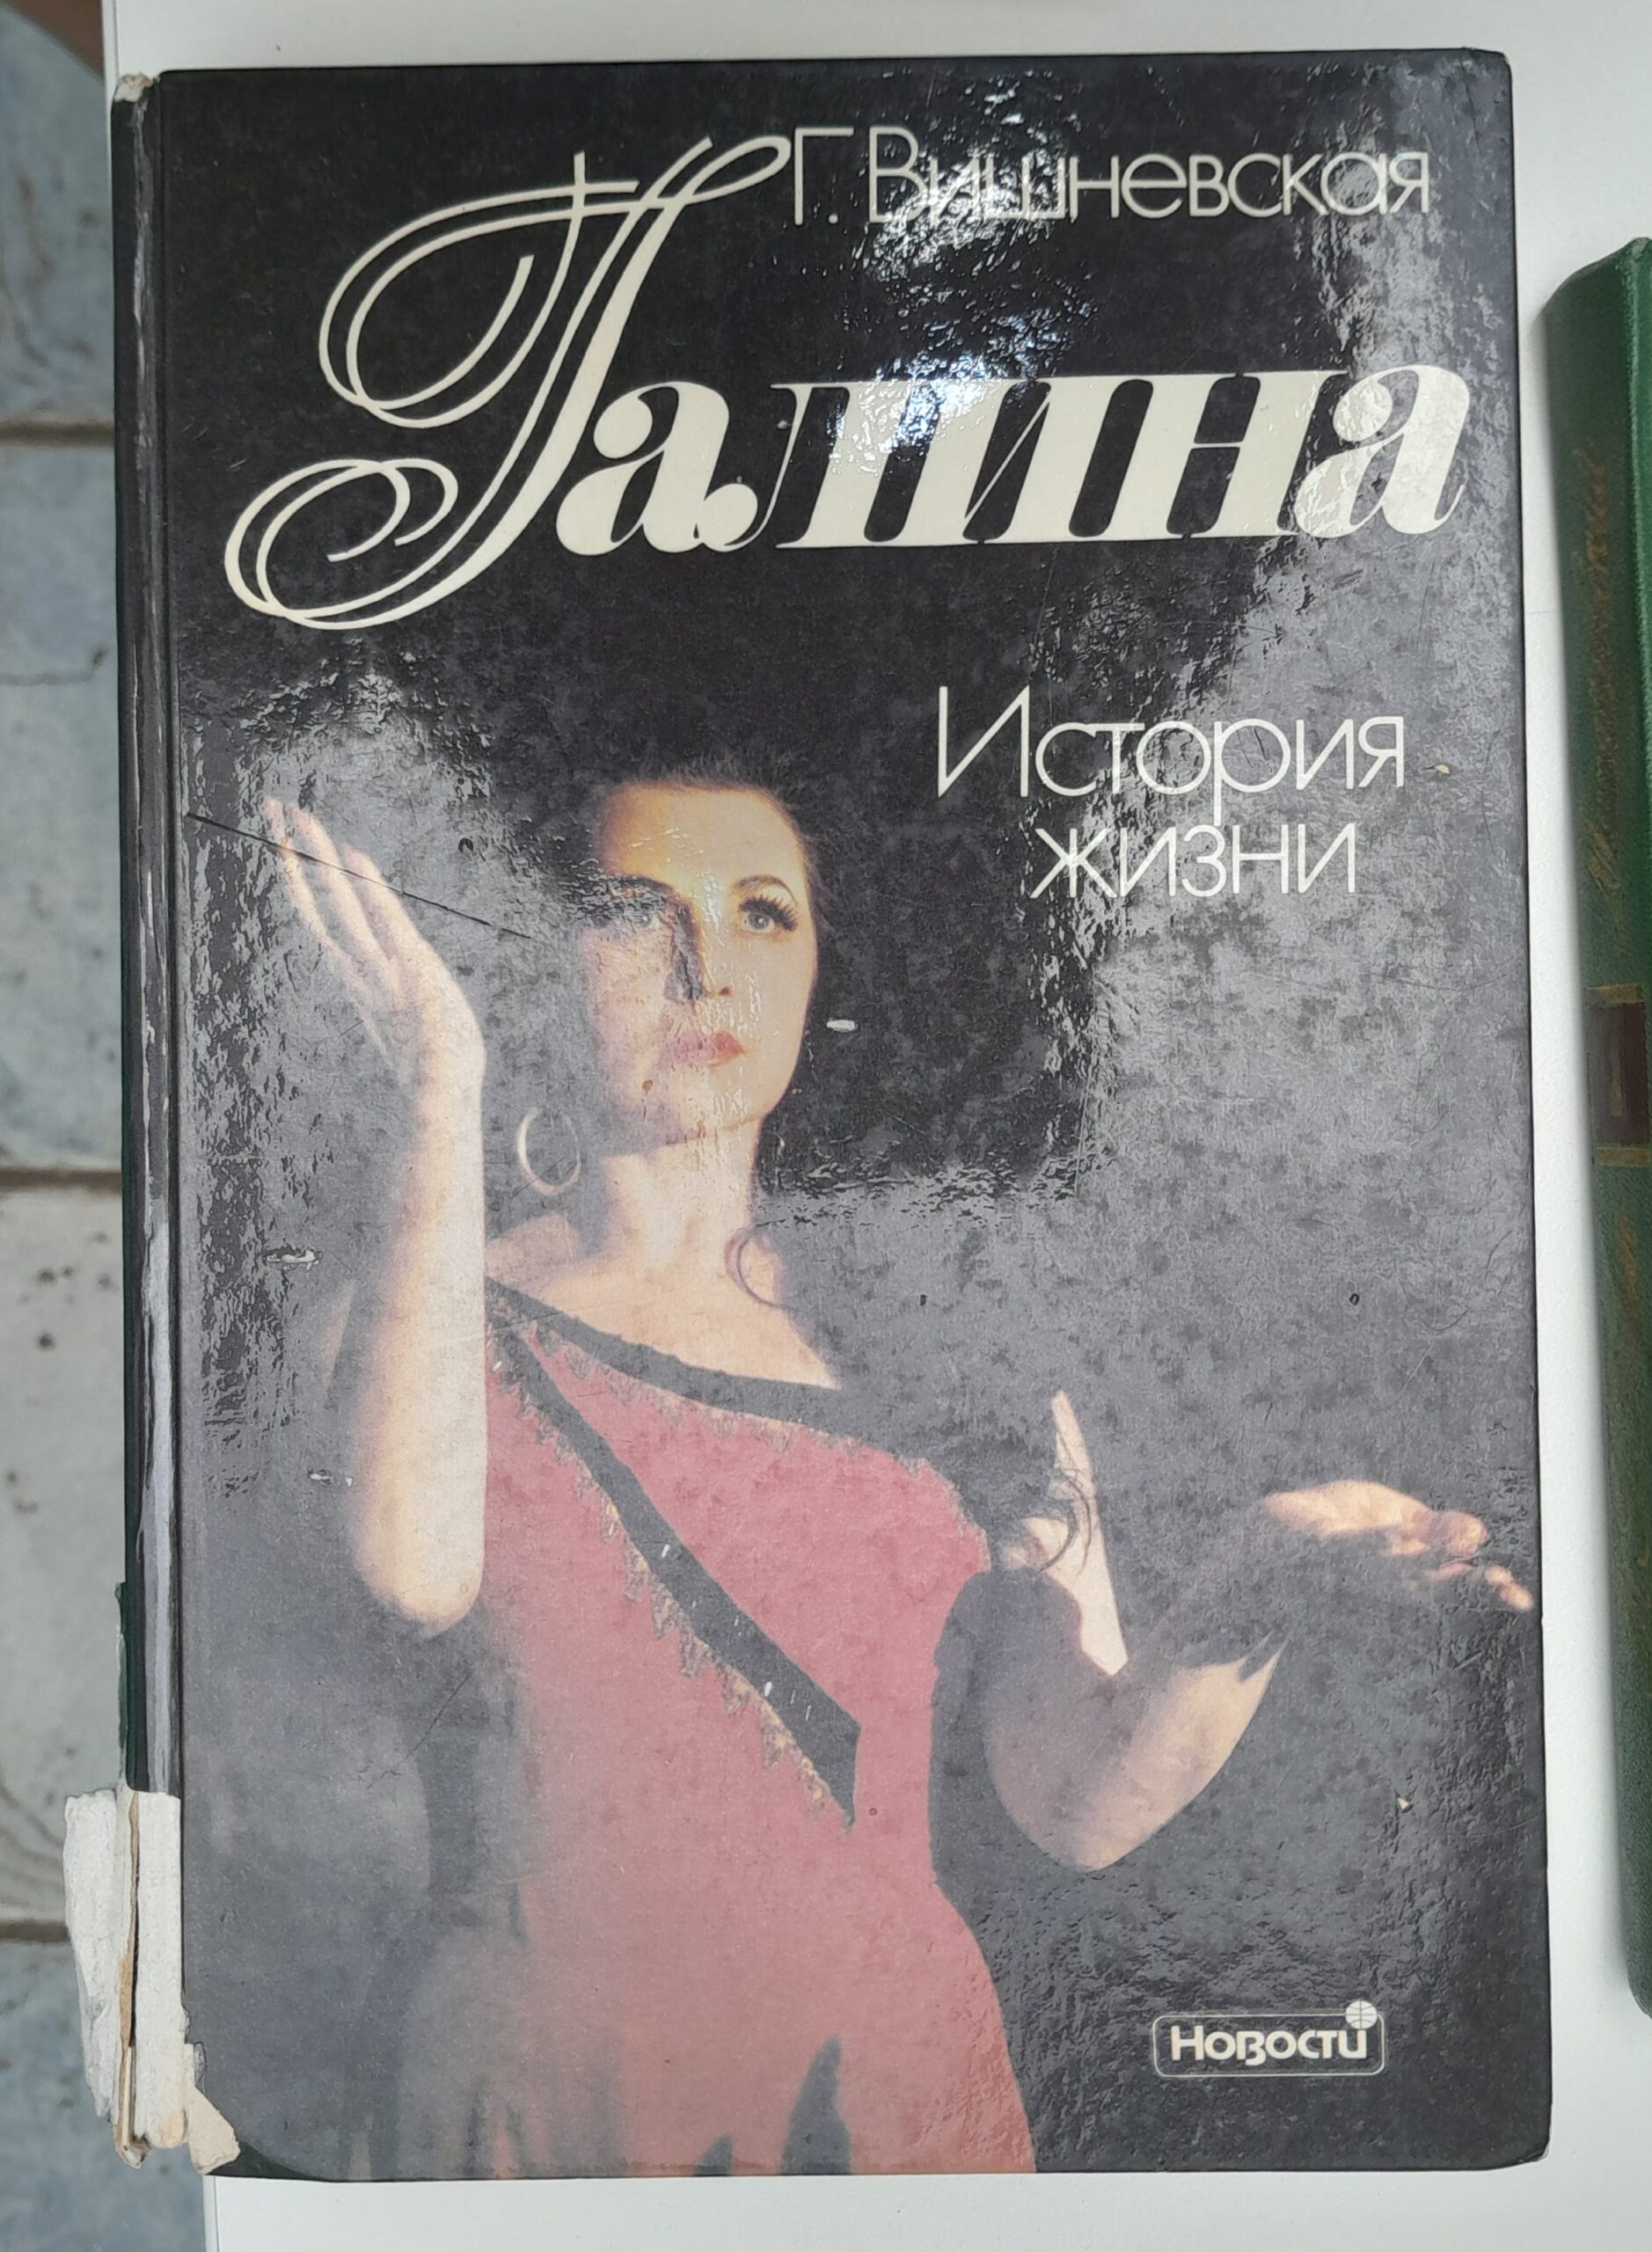 Г. Вишневская
Галина
История
жизни
Новости